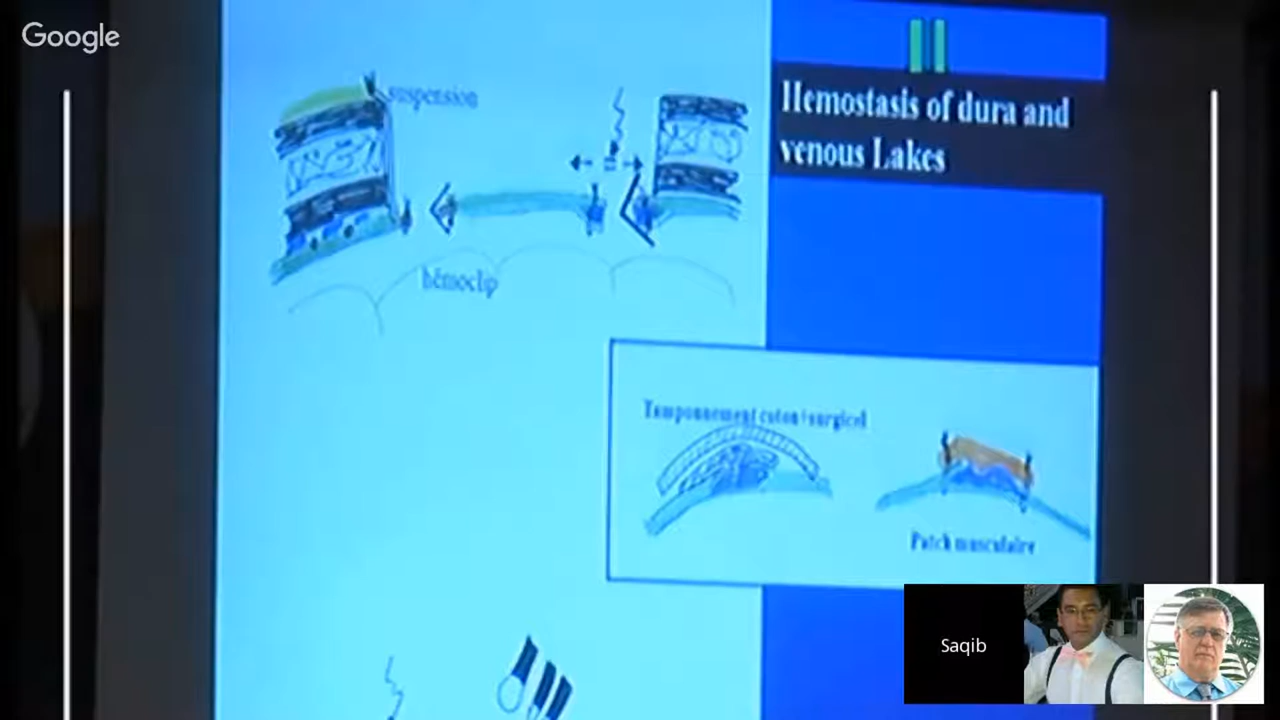 Google
Hemostasis of dura and
venous Lakes
suspension
hémoclip
Tamponnement coton+surgicel
Patch musculaire
Saqib